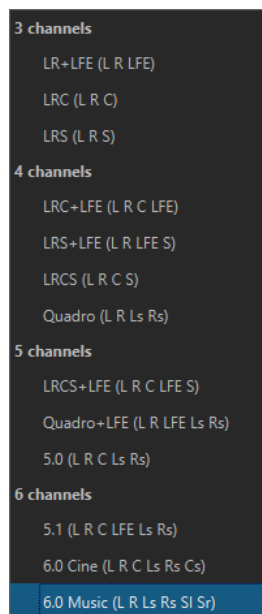 3 channels
LR+LFE (L R LFE)
LRC (L R C)
LRS (L R S)
4 channels
LRC+LFE (L R C LFE)
LRS+LFE (L R LFE S)
LRCS (L R C S)
Quadro (L R Ls Rs)
5 channels
LRCS+LFE (L R C LFE S)
Quadro+LFE (L R LFE Ls Rs)
5.0 (L R C Ls Rs)
6 channels
5.1 (L R C LFE Ls Rs)
6.0 Cine (L R C Ls Rs Cs)
6.0 Music (L R Ls Rs Sl Sr)